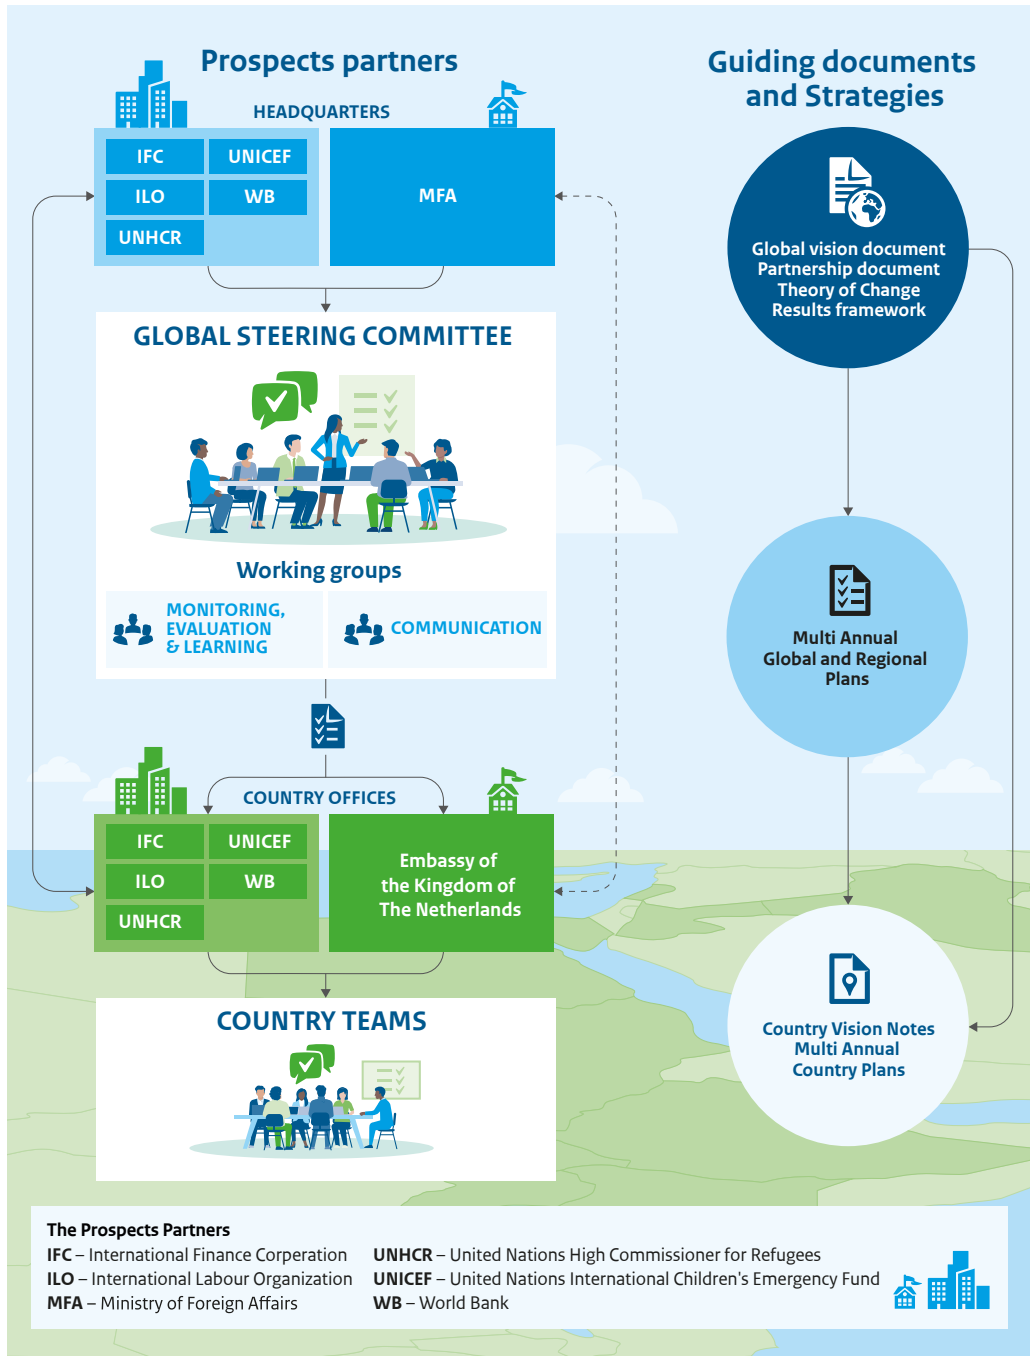 Prospects partners
HEADQUARTERS
IFC
UNICEF
ILO
WB
UNHCR
MFA
GLOBAL STEERING COMMITTEE
Working groups
MONITORING,
EVALUATION
& LEARNING
COMMUNICATION
COUNTRY OFFICES
IFC
UNICEF
ILO
WB
UNHCR
Embassy of
the Kingdom of
The Netherlands
COUNTRY TEAMS
Guiding documents
and Strategies
Global vision document
Partnership document
Theory of Change
Results framework
Multi Annual
Global and Regional
Plans
Country Vision Notes
Multi Annual
Country Plans
The Prospects Partners
IFC – International Finance Corporation
ILO – International Labour Organization
MFA – Ministry of Foreign Affairs
UNHCR – United Nations High Commissioner for Refugees
UNICEF – United Nations International Children's Emergency Fund
WB – World Bank